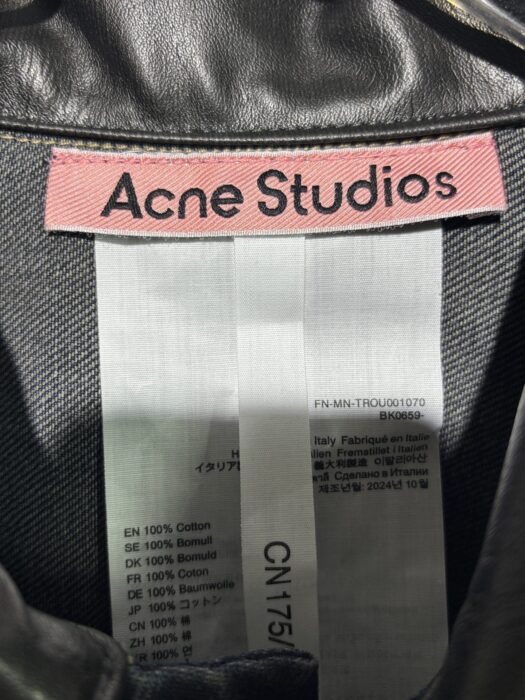 Acne Studios
FN-MN-TROU001070
BK0659-
Italy Fabriqué en Italie
Fremstillet i Italien
イタリア
義大利製造 이탈리아산
Сделано в Италии
제조년월: 2024년 10월
EN 100% Cotton
SE 100% Bomull
DK 100% Bomuld
FR 100% Coton
DE 100% Baumwolle
JP 100% コットン
CN 100% 棉
ZH 100% 棉
CN 175/